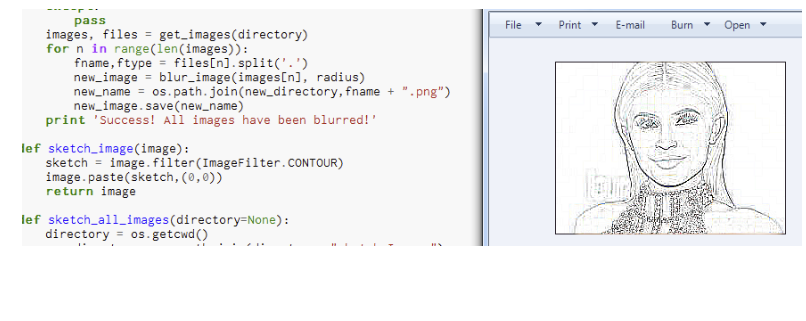 pass
images, files = get_images(directory)
for n in range(len(images)):
fname,ftype = files[n].split('.')
new_image = blur_image(images[n], radius)
new_name = os.path.join(new_directory,fname + ".png")
new_image.save(new_name)
print 'Success! All images have been blurred!'
def sketch_image(image):
sketch = image.filter(ImageFilter.CONTOUR)
image.paste(sketch,(0,0))
return image
def sketch_all_images(directory=None):
directory = os.getcwd()
File Print E-mail Burn Open